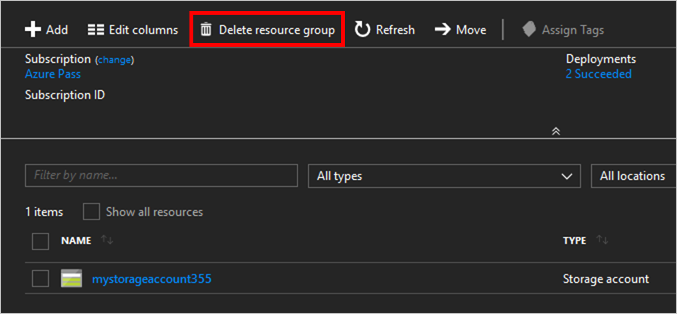 Add Edit columns Delete resource group Refresh Move Assign Tags
Subscription (change) Deployments
Azure Pass 2 Succeeded
Subscription ID
Filter by name... All types All locations
1 items Show all resources
NAME TYPE
mystorageaccount355 Storage account